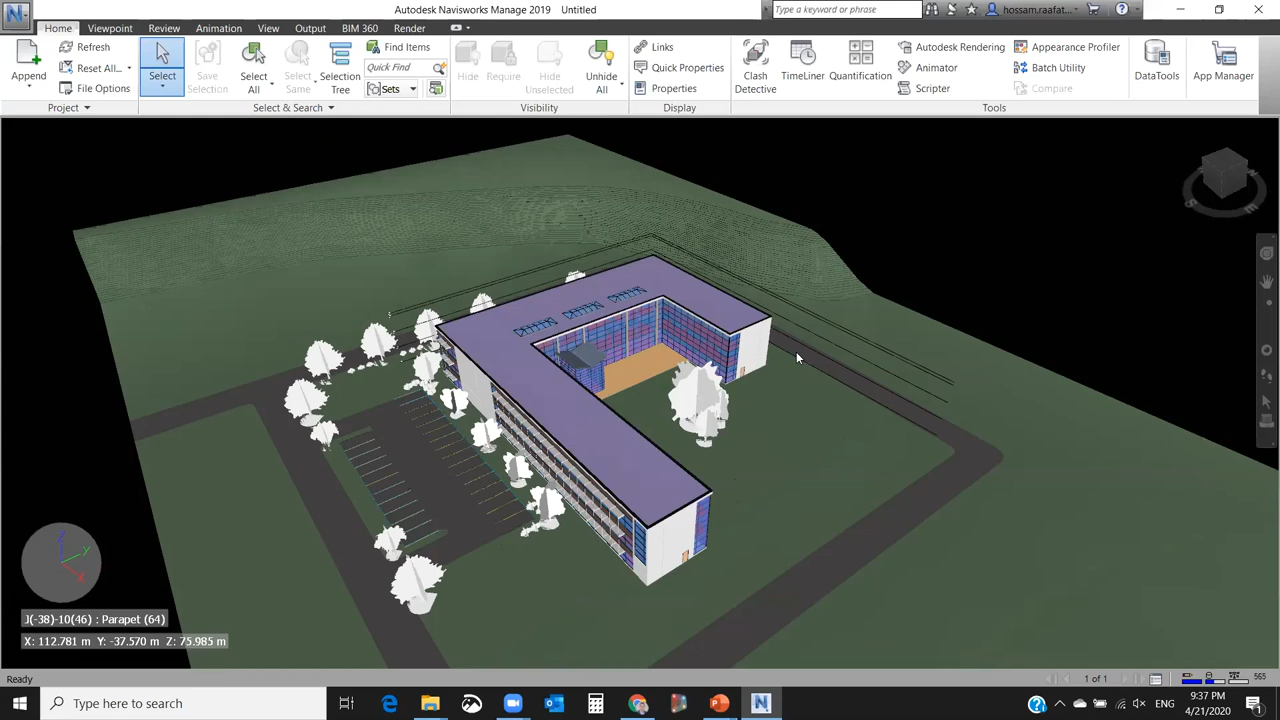 Autodesk Navisworks Manage 2019 Untitled
Type a keyword or phrase
hossam.raafat...
Home Viewpoint Review Animation View Output BIM 360 Render
Append
Refresh
Reset All...
File Options
Project
Select
Save Selection
Select All
Select Same
Selection Tree
Find Items
Quick Find
Sets
Select & Search
Hide
Require
Hide Unselected
Unhide All
Visibility
Links
Quick Properties
Properties
Display
Clash Detective
TimeLiner
Quantification
Autodesk Rendering
Animator
Scripter
Appearance Profiler
Batch Utility
Compare
Tools
DataTools
App Manager
S
E
Z
Y
X
J(-38)-10(46) : Parapet (64)
X: 112.781 m Y: -37.570 m Z: 75.985 m
Ready
1 of 1
565
Type here to search
ENG
9:37 PM
4/21/2020
1